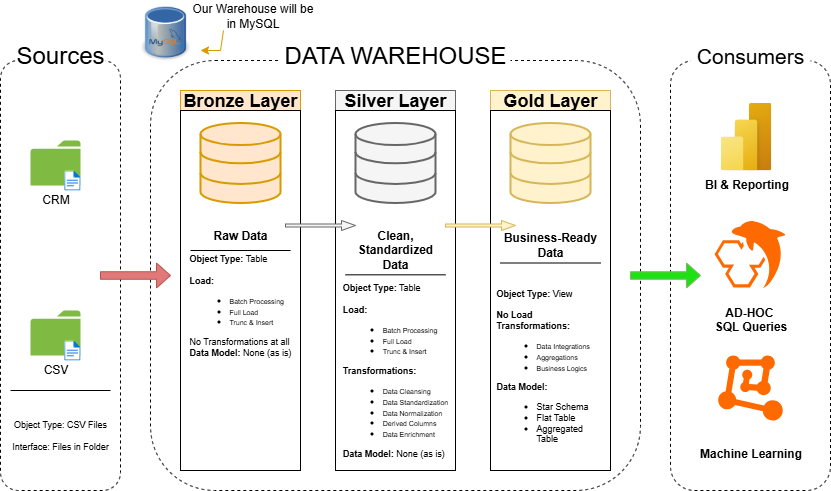 Our Warehouse will be
in MySQL
MySQL
Sources
CRM
CSV
Object Type: CSV Files
Interface: Files in Folder
DATA WAREHOUSE
Bronze Layer
Raw Data
Object Type: Table
Load:
• Batch Processing
• Full Load
• Trunc & Insert
No Transformations at all
Data Model: None (as is)
Silver Layer
Clean,
Standardized
Data
Object Type: Table
Load:
• Batch Processing
• Full Load
• Trunc & Insert
Transformations:
• Data Cleansing
• Data Standardization
• Data Normalization
• Derived Columns
• Data Enrichment
Data Model: None (as is)
Gold Layer
Business-Ready
Data
Object Type: View
No Load
Transformations:
• Data Integrations
• Aggregations
• Business Logics
Data Model:
• Star Schema
• Flat Table
• Aggregated
Table
Consumers
BI & Reporting
AD-HOC
SQL Queries
Machine Learning